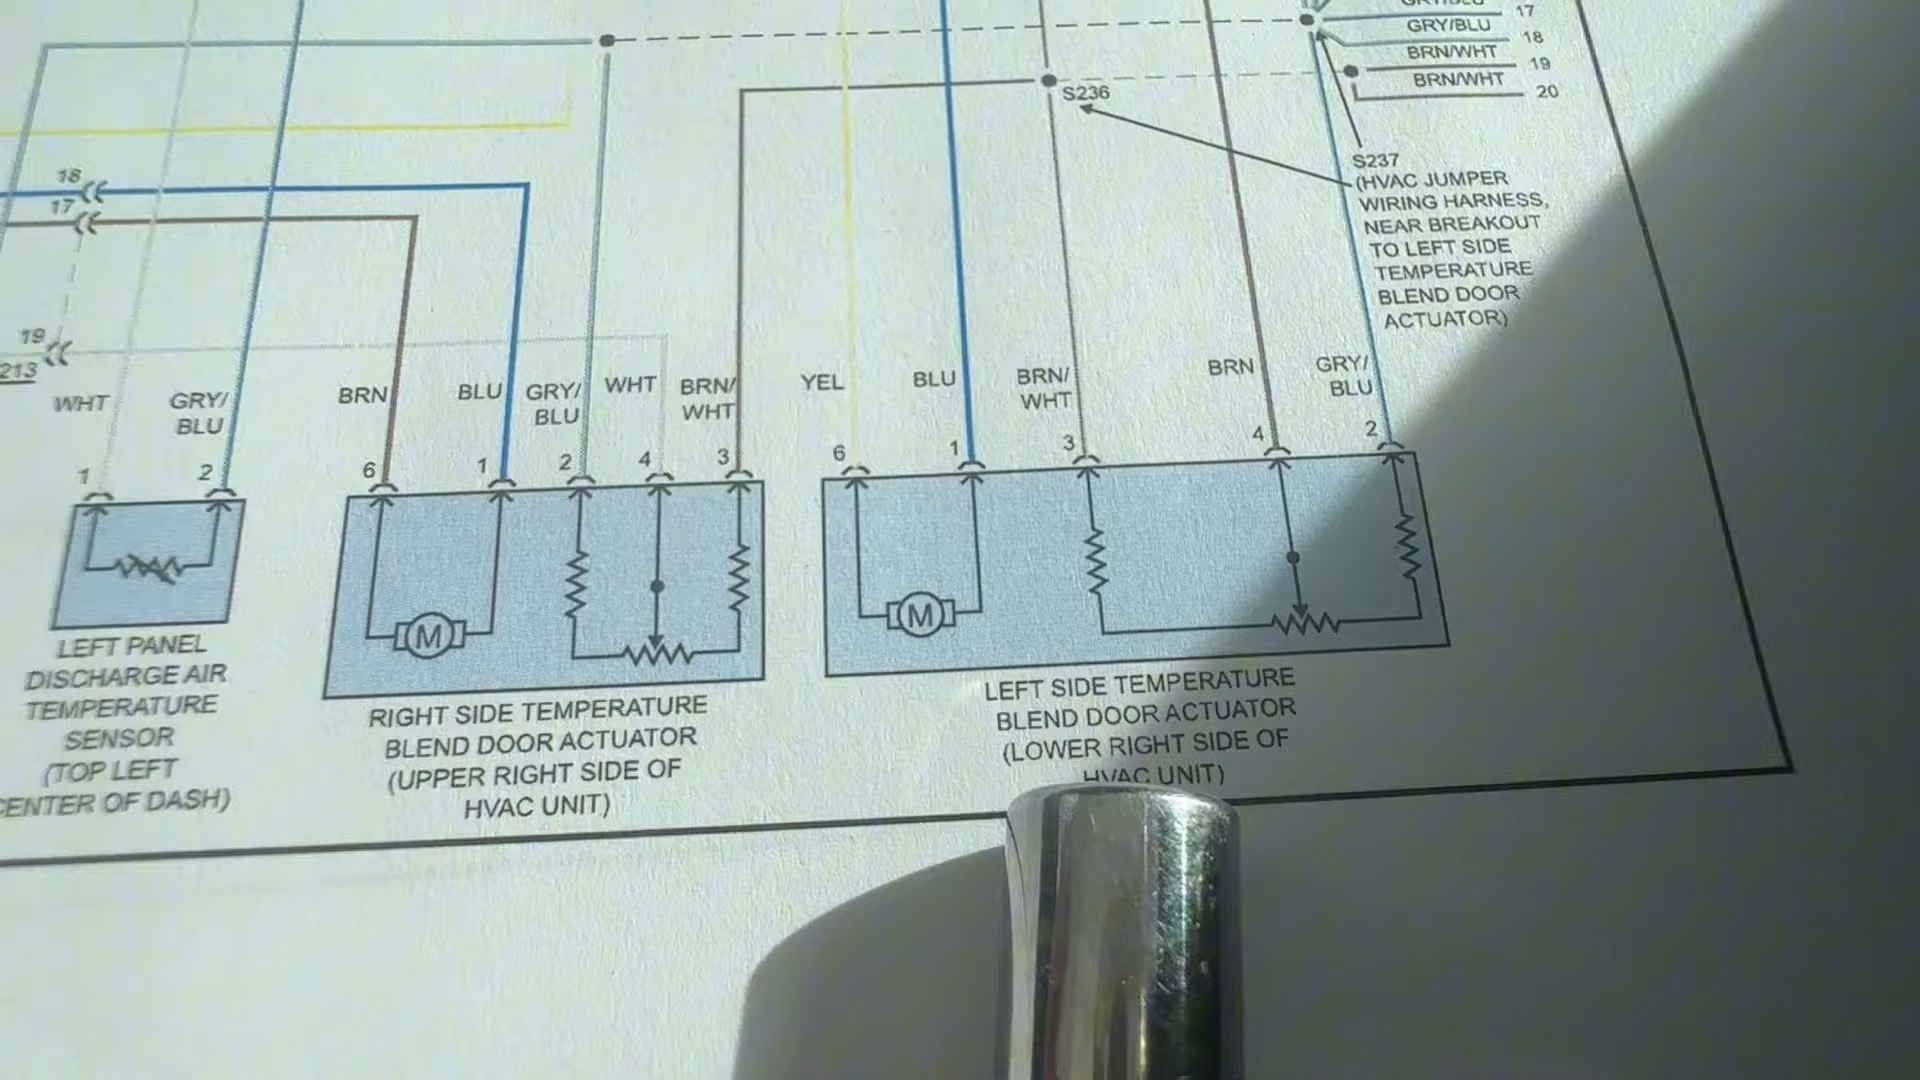 17
GRY/BLU
18
BRN/WHT
19
BRN/WHT
20
S236
S237
(HVAC JUMPER
WIRING HARNESS,
NEAR BREAKOUT
TO LEFT SIDE
TEMPERATURE
BLEND DOOR
ACTUATOR)
18
17
19
213
WHT
GRY/
BLU
BRN
BLU
GRY/
BLU
WHT
BRN/
WHT
YEL
BLU
BRN/
WHT
BRN
GRY/
BLU
1
2
6
1
2
4
3
6
1
3
4
2
M
M
LEFT PANEL
DISCHARGE AIR
TEMPERATURE
SENSOR
(TOP LEFT
CENTER OF DASH)
RIGHT SIDE TEMPERATURE
BLEND DOOR ACTUATOR
(UPPER RIGHT SIDE OF
HVAC UNIT)
LEFT SIDE TEMPERATURE
BLEND DOOR ACTUATOR
(LOWER RIGHT SIDE OF
HVAC UNIT)